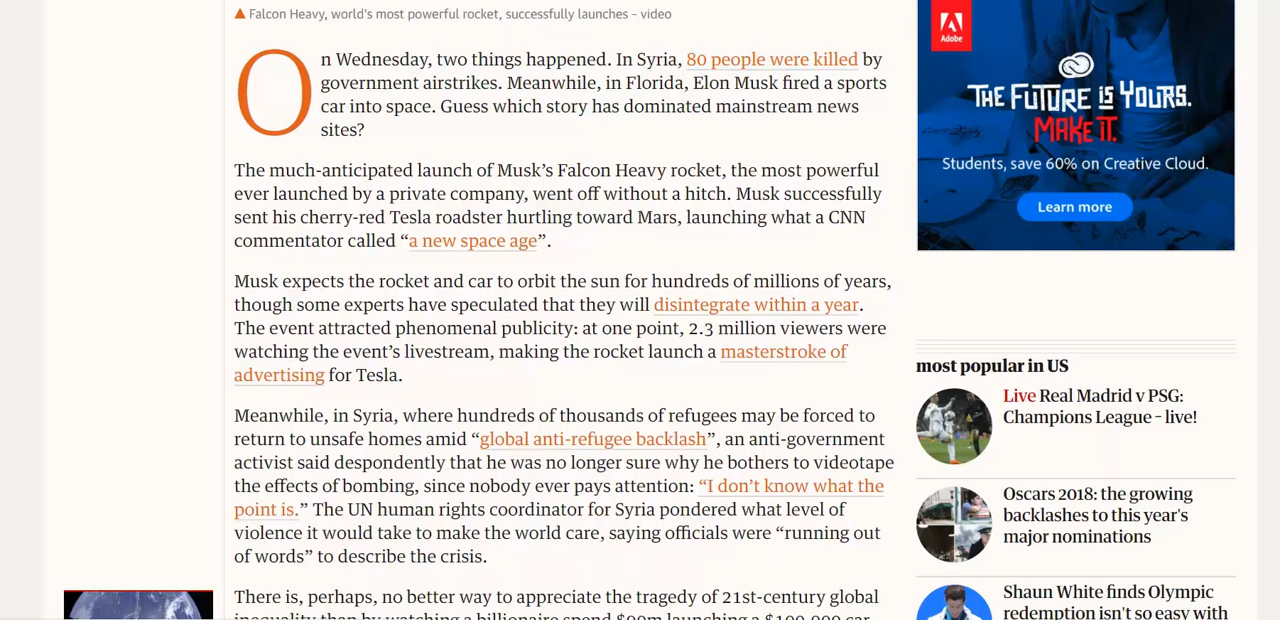 Falcon Heavy, world's most powerful rocket, successfully launches – video
On Wednesday, two things happened. In Syria, 80 people were killed by
government airstrikes. Meanwhile, in Florida, Elon Musk fired a sports
car into space. Guess which story has dominated mainstream news
sites?
The much-anticipated launch of Musk's Falcon Heavy rocket, the most powerful
ever launched by a private company, went off without a hitch. Musk successfully
sent his cherry-red Tesla roadster hurtling toward Mars, launching what a CNN
commentator called “a new space age”.
Musk expects the rocket and car to orbit the sun for hundreds of millions of years,
though some experts have speculated that they will disintegrate within a year.
The event attracted phenomenal publicity: at one point, 2.3 million viewers were
watching the event's livestream, making the rocket launch a masterstroke of
advertising for Tesla.
Meanwhile, in Syria, where hundreds of thousands of refugees may be forced to
return to unsafe homes amid “global anti-refugee backlash”, an anti-government
activist said despondently that he was no longer sure why he bothers to videotape
the effects of bombing, since nobody ever pays attention: “I don't know what the
point is.” The UN human rights coordinator for Syria pondered what level of
violence it would take to make the world care, saying officials were “running out
of words” to describe the crisis.
There is, perhaps, no better way to appreciate the tragedy of 21st-century global
inequality than by watching a billionaire spend $90m launching a $100,000 car
Adobe
THE FUTURE IS YOURS.
MAKE IT.
Students, save 60% on Creative Cloud.
Learn more
most popular in US
Live Real Madrid v PSG:
Champions League – live!
Oscars 2018: the growing
backlashes to this year's
major nominations
Shaun White finds Olympic
redemption isn't so easy with